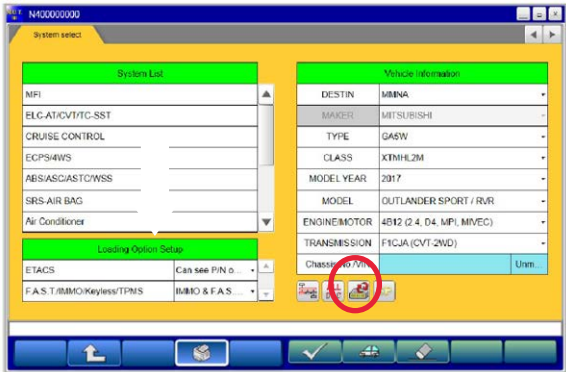 N400000000
System select
System List
MFI
ELC-AT/CVT/TC-SST
CRUISE CONTROL
ECPS/4WS
ABS/ASC/ASTC/WSS
SRS-AIR BAG
Air Conditioner
Loading Option Setup
ETACS Can see P/N o...
F.A.S.T./IMMO/Keyless/TPMS IMMO & F.A.S....
Vehicle Information
DESTIN MMNA
MAKER MITSUBISHI
TYPE GA6W
CLASS XTMHL2M
MODEL YEAR 2017
MODEL OUTLANDER SPORT / RVR
ENGINE/MOTOR 4B12 (2.4, D4, MPI, MIVEC)
TRANSMISSION F1CJA (CVT-2WD)
Chassis No./VIN Unm...